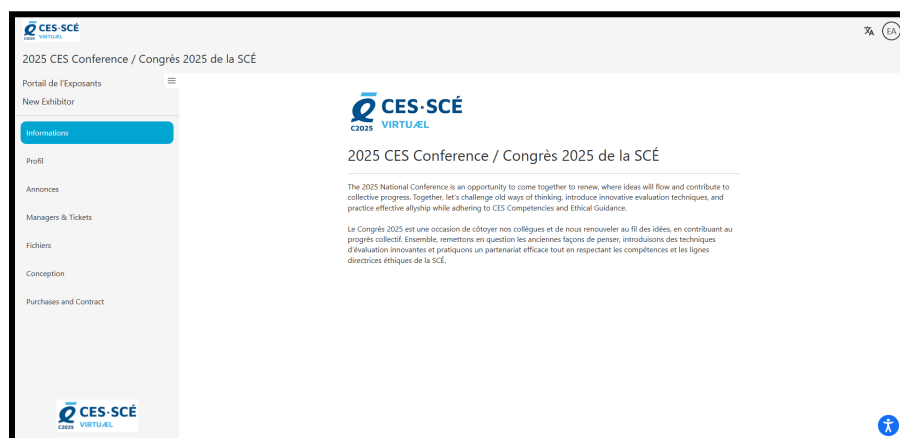 CES·SCÉ
C2025 VIRTUÆL
EA
2025 CES Conference / Congrès 2025 de la SCÉ
Portail de l'Exposants
New Exhibitor
Informations
Profil
Annonces
Managers & Tickets
Fichiers
Conception
Purchases and Contract
CES·SCÉ
C2025 VIRTUÆL
CES·SCÉ
C2025 VIRTUÆL
2025 CES Conference / Congrès 2025 de la SCÉ
The 2025 National Conference is an opportunity to come together to renew, where ideas will flow and contribute to
collective progress. Together, let's challenge old ways of thinking, introduce innovative evaluation techniques, and
practice effective allyship while adhering to CES Competencies and Ethical Guidance.
Le Congrès 2025 est une occasion de côtoyer nos collègues et de nous renouveler au fil des idées, en contribuant au
progrès collectif. Ensemble, remettons en question les anciennes façons de penser, introduisons des techniques
d'évaluation innovantes et pratiquons un partenariat efficace tout en respectant les compétences et les lignes
directrices éthiques de la SCÉ.